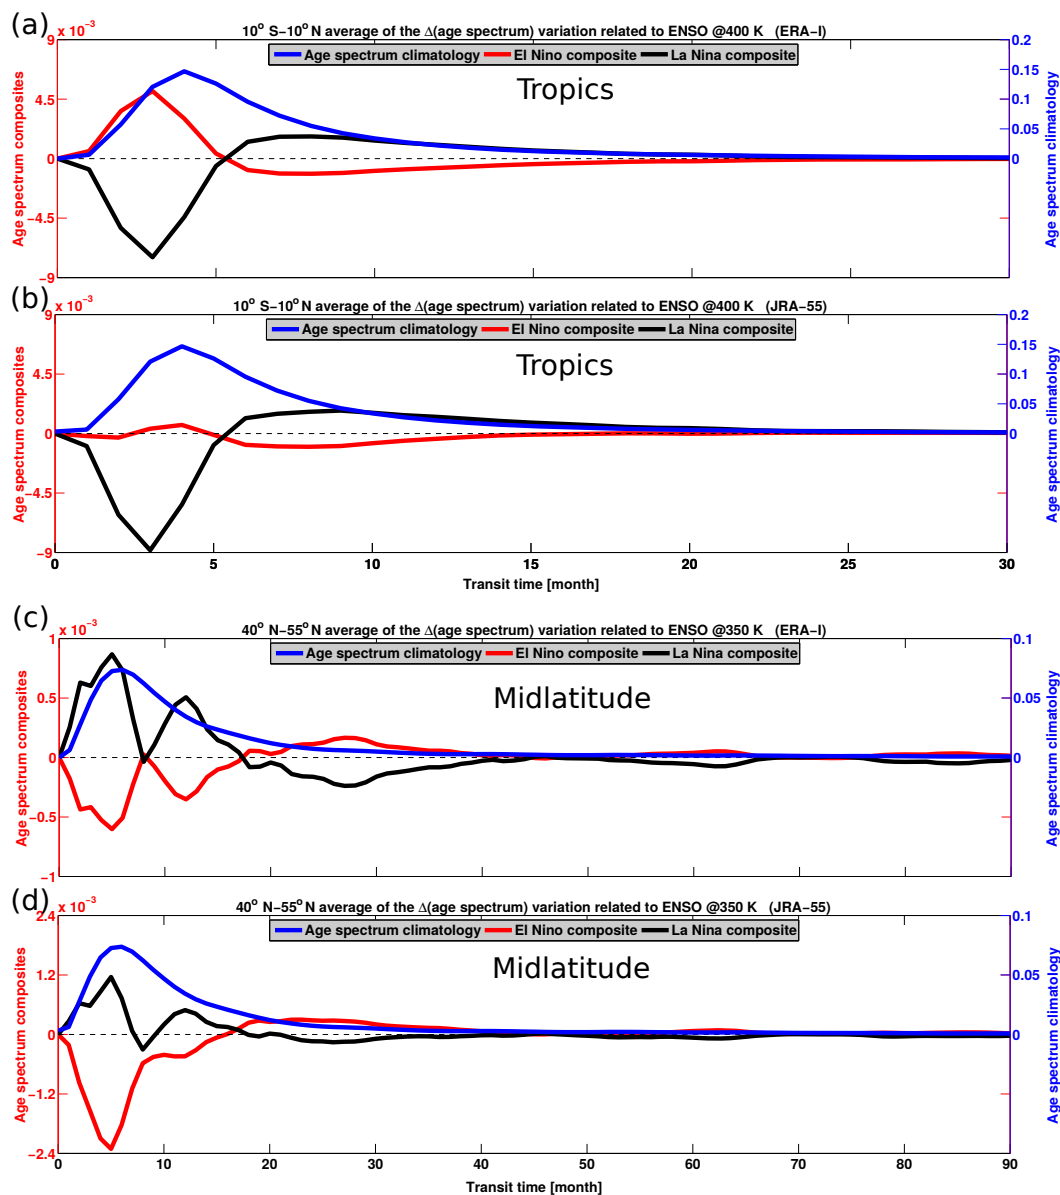 (a)
x 10⁻³
10° S−10° N average of the Δ(age spectrum) variation related to ENSO @400 K (ERA−I)
Age spectrum climatology El Nino composite La Nina composite
Tropics
Age spectrum composites
9
4.5
0
−4.5
−9
0.2
0.15
0.1
0.05
0
Age spectrum climatology
(b)
x 10⁻³
10° S−10° N average of the Δ(age spectrum) variation related to ENSO @400 K (JRA−55)
Age spectrum climatology El Nino composite La Nina composite
Tropics
Age spectrum composites
9
4.5
0
−4.5
−9
0.2
0.15
0.1
0.05
0
Age spectrum climatology
0 5 10 15 20 25 30
Transit time [month]
(c)
x 10⁻³
40° N−55° N average of the Δ(age spectrum) variation related to ENSO @350 K (ERA−I)
Age spectrum climatology El Nino composite La Nina composite
Midlatitude
Age spectrum composites
1
0.5
0
−0.5
−1
0.1
0.05
0
Age spectrum climatology
(d)
x 10⁻³
40° N−55° N average of the Δ(age spectrum) variation related to ENSO @350 K (JRA−55)
Age spectrum climatology El Nino composite La Nina composite
Midlatitude
Age spectrum composites
2.4
1.2
0
−1.2
−2.4
0.1
0.05
0
Age spectrum climatology
0 10 20 30 40 50 60 70 80 90
Transit time [month]